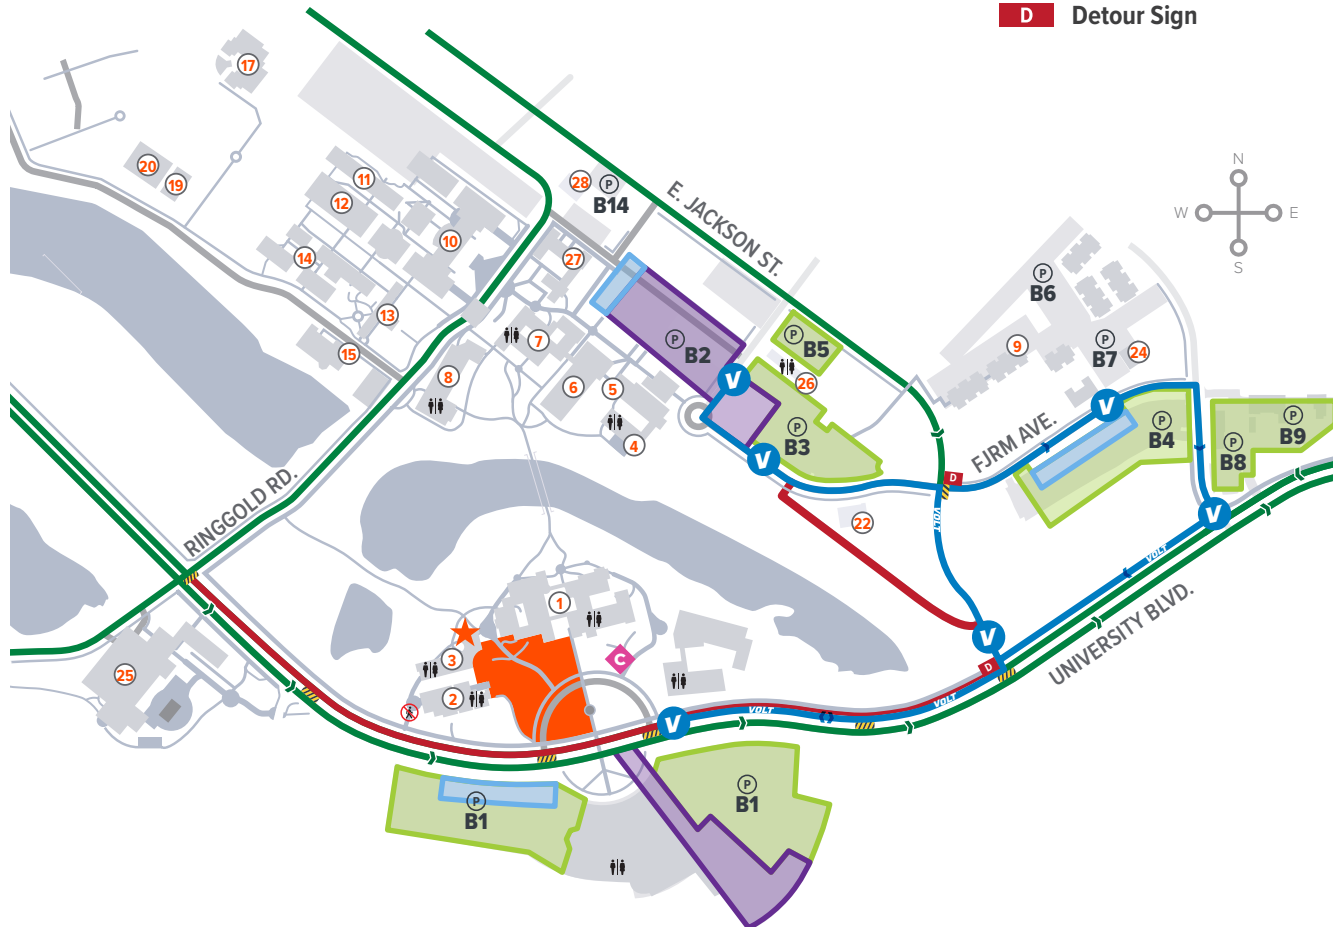 D Detour Sign
17
20
19
11
12
10
14
13
15
28
P
B14
E. JACKSON ST.
N
W E
S
27
7
8
6
5
4
P
B2
P
B5
26
P
B3
V
V
P
B6
9
P
B7
24
V
FJRM AVE.
P
B4
P
B8
P
B9
D
22
VOLT
V
VOLT
UNIVERSITY BLVD.
RINGGOLD RD.
1
3
2
C
25
V
D
VOLT
VOLT
V
P
B1
P
B1